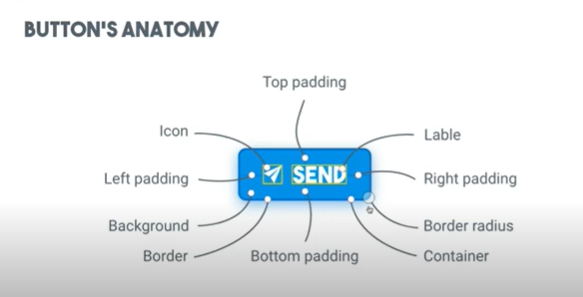 BUTTON'S ANATOMY
Top padding
Icon
Lable
Left padding
SEND
Right padding
Background
Border radius
Border
Bottom padding
Container